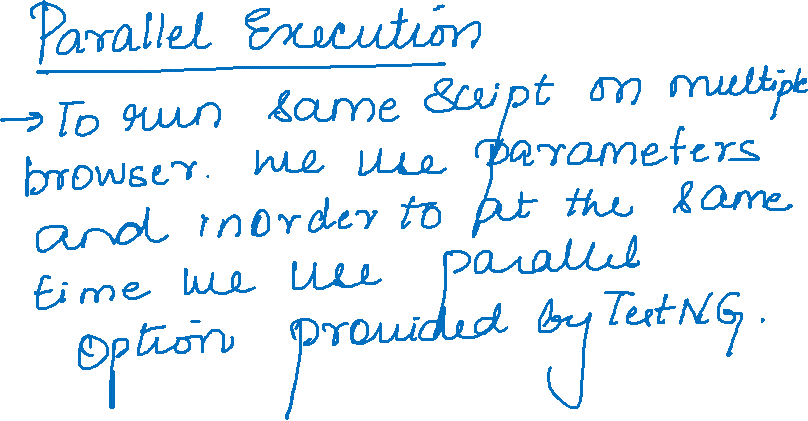 Parallel Execution
→ To run same script on multiple
browser. we use parameters
and inorder to at the same
time we use parallel
option provided by TestNG.